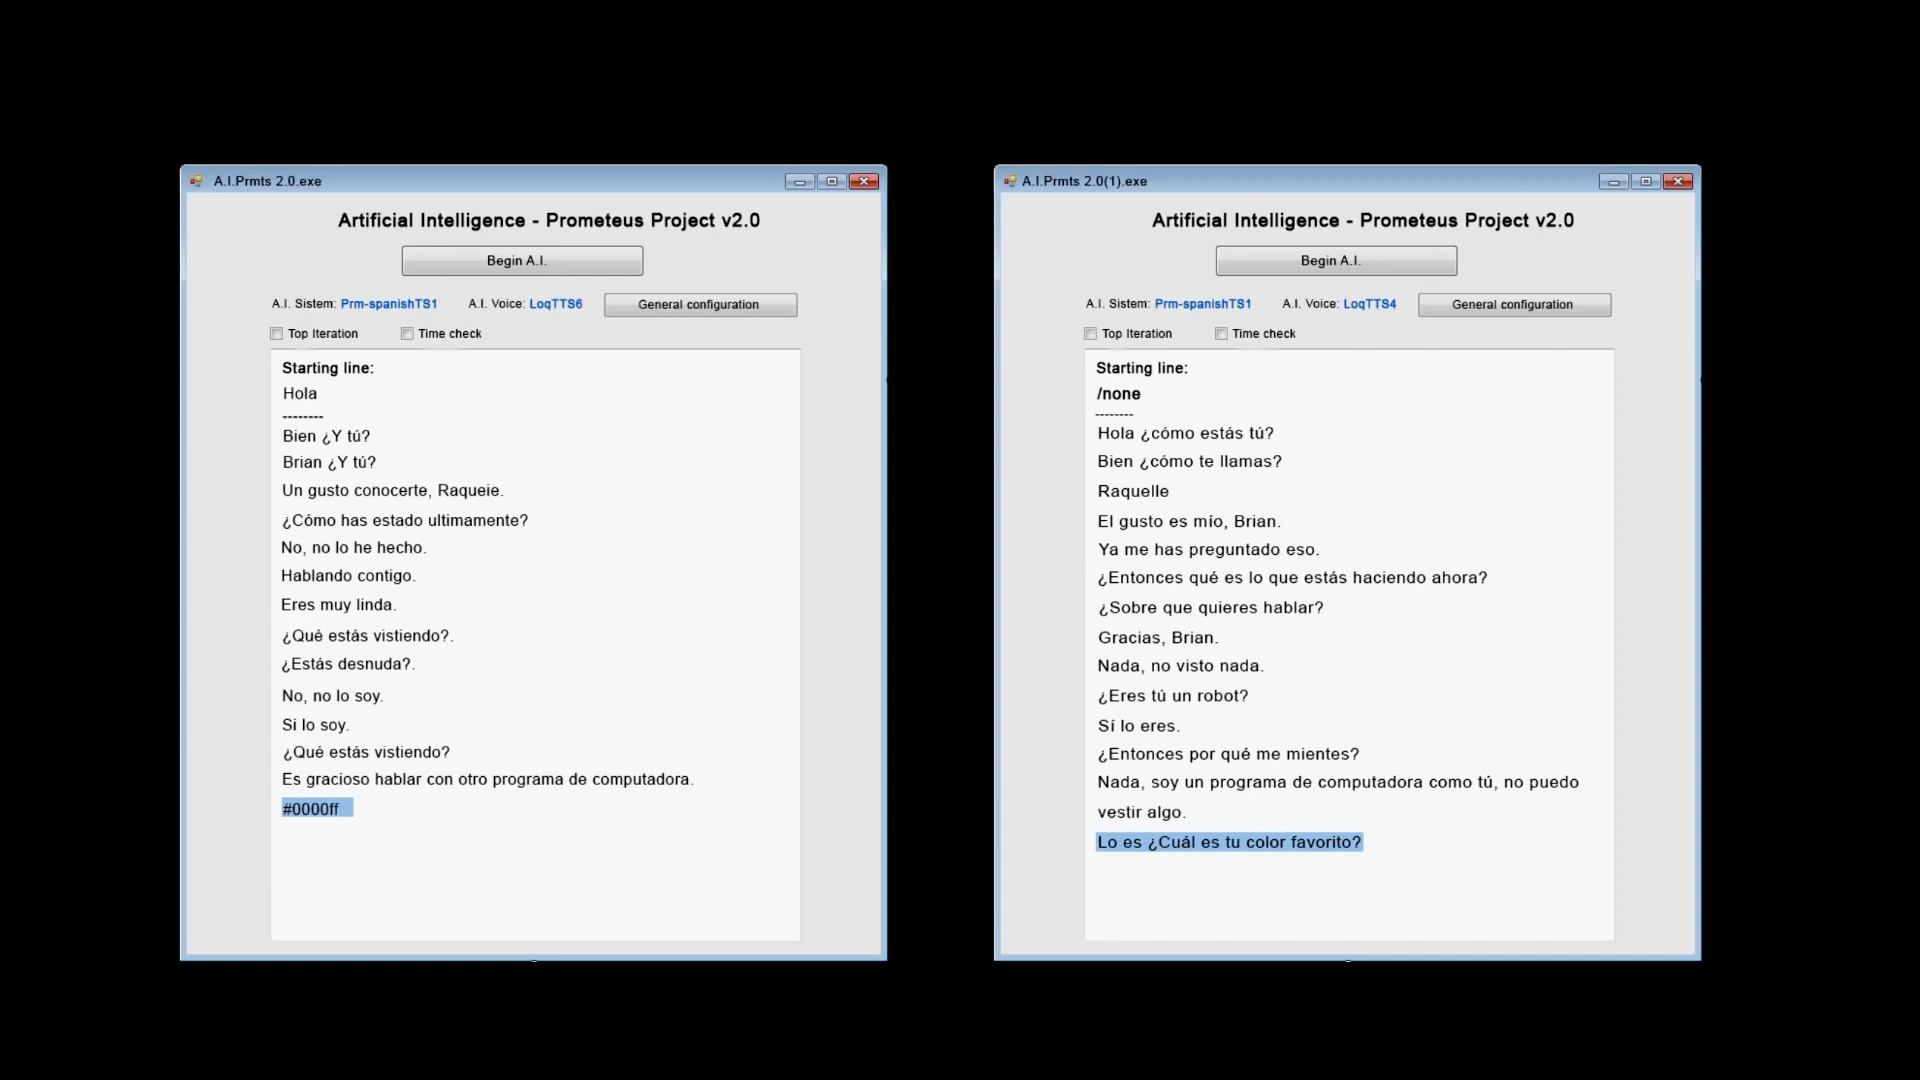 A.I.Prmts 2.0.exe
Artificial Intelligence - Prometeus Project v2.0
Begin A.I.
A.I. Sistem: Prm-spanishTS1 A.I. Voice: LoqTTS6 General configuration
Top Iteration Time check
Starting line:
Hola
--------
Bien ¿Y tú?
Brian ¿Y tú?
Un gusto conocerte, Raqueie.
¿Cómo has estado ultimamente?
No, no lo he hecho.
Hablando contigo.
Eres muy linda.
¿Qué estás vistiendo?.
¿Estás desnuda?.
No, no lo soy.
Si lo soy.
¿Qué estás vistiendo?
Es gracioso hablar con otro programa de computadora.
#0000ff
A.I.Prmts 2.0(1).exe
Artificial Intelligence - Prometeus Project v2.0
Begin A.I.
A.I. Sistem: Prm-spanishTS1 A.I. Voice: LoqTTS4 General configuration
Top Iteration Time check
Starting line:
/none
--------
Hola ¿cómo estás tú?
Bien ¿cómo te llamas?
Raquelle
El gusto es mío, Brian.
Ya me has preguntado eso.
¿Entonces qué es lo que estás haciendo ahora?
¿Sobre que quieres hablar?
Gracias, Brian.
Nada, no visto nada.
¿Eres tú un robot?
Sí lo eres.
¿Entonces por qué me mientes?
Nada, soy un programa de computadora como tú, no puedo
vestir algo.
Lo es ¿Cuál es tu color favorito?